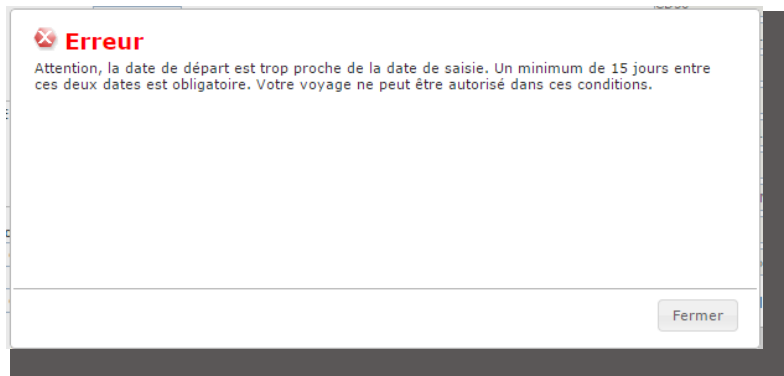 Erreur
Attention, la date de départ est trop proche de la date de saisie. Un minimum de 15 jours entre
ces deux dates est obligatoire. Votre voyage ne peut être autorisé dans ces conditions.
Fermer